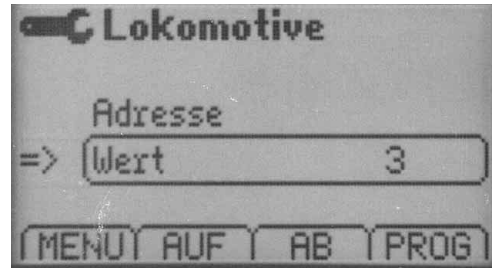 Lokomotive
Adresse
=> Wert 3
MENU AUF AB PROG